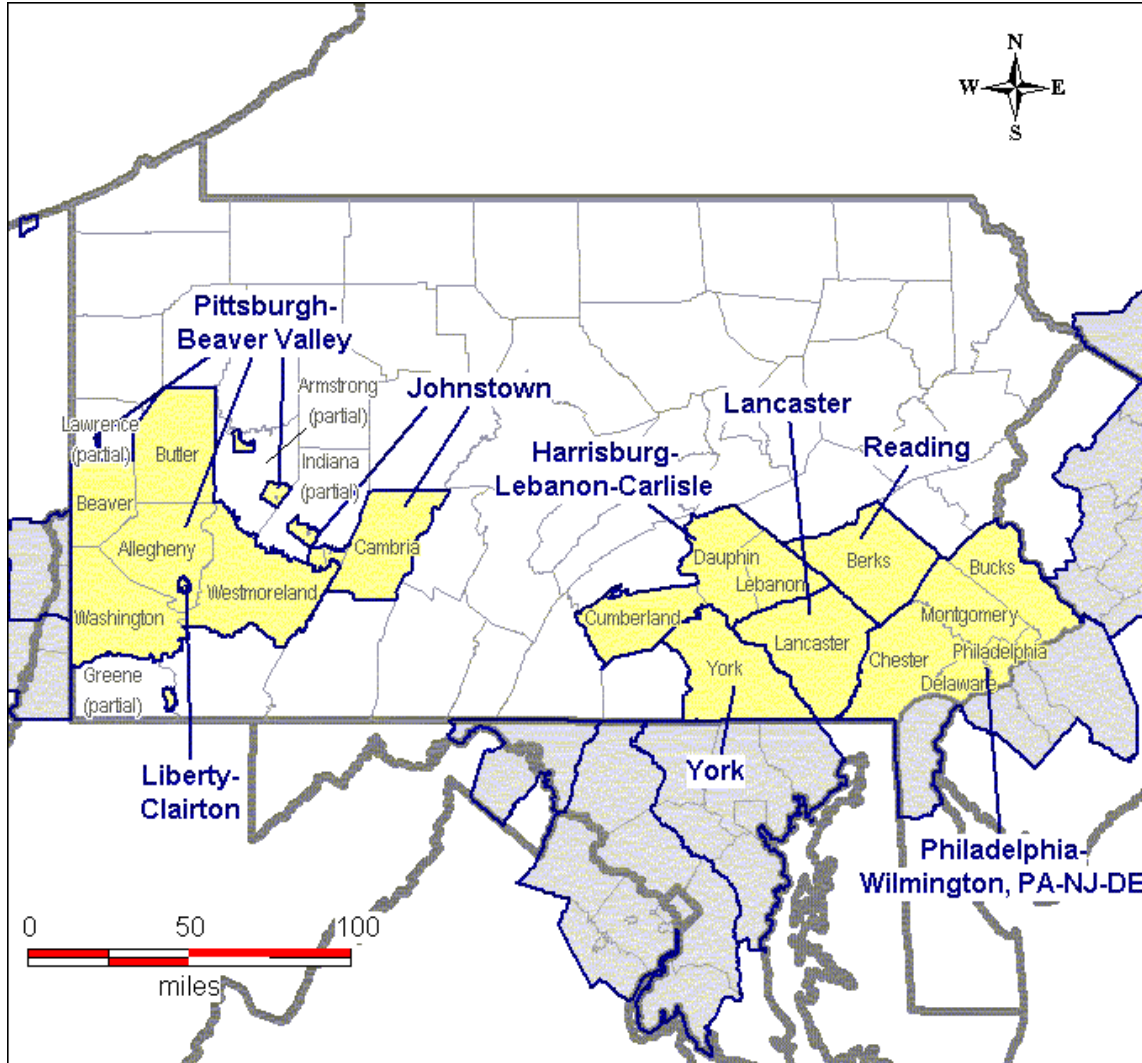 N
W
E
S
Pittsburgh-
Beaver Valley
Armstrong
(partial)
Johnstown
Lancaster
Lawrence
(partial)
Butler
Indiana
(partial)
Harrisburg-
Lebanon-Carlisle
Reading
Beaver
Allegheny
Cambria
Dauphin
Lebanon
Berks
Bucks
Washington
Westmoreland
Cumberland
Montgomery
Lancaster
Philadelphia
Greene
(partial)
York
Chester
Delaware
Liberty-
Clairton
York
Philadelphia-
Wilmington, PA-NJ-DE
0 50 100
miles